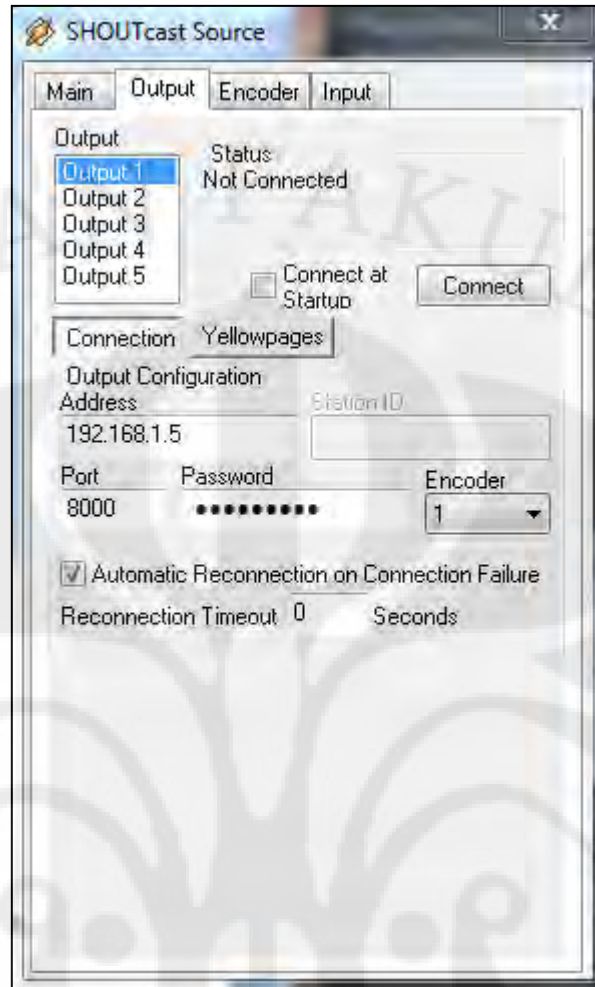 SHOUTcast Source
Main Output Encoder Input
Output
Output 1
Output 2
Output 3
Output 4
Output 5
Status
Not Connected
Connect at
Startup
Connect
Connection Yellowpages
Output Configuration
Address Station ID
192.168.1.5
Port Password Encoder
8000 ●●●●●●●●● 1
Automatic Reconnection on Connection Failure
Reconnection Timeout 0 Seconds